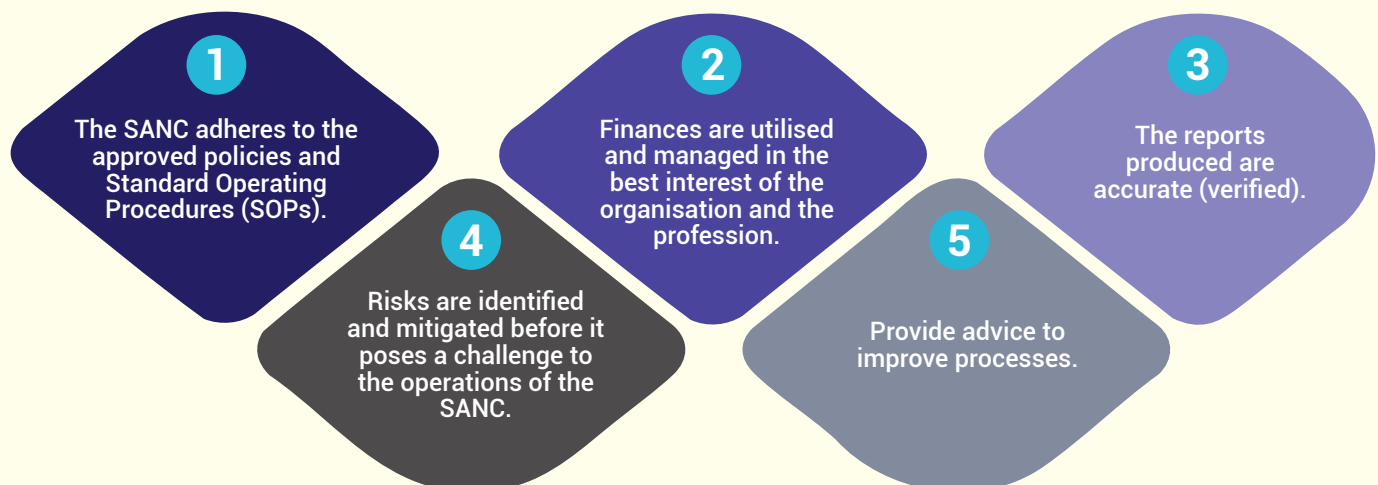 1
The SANC adheres to the
approved policies and
Standard Operating
Procedures (SOPs).
2
Finances are utilised
and managed in the
best interest of the
organisation and the
profession.
3
The reports
produced are
accurate (verified).
4
Risks are identified
and mitigated before it
poses a challenge to
the operations of the
SANC.
5
Provide advice to
improve processes.